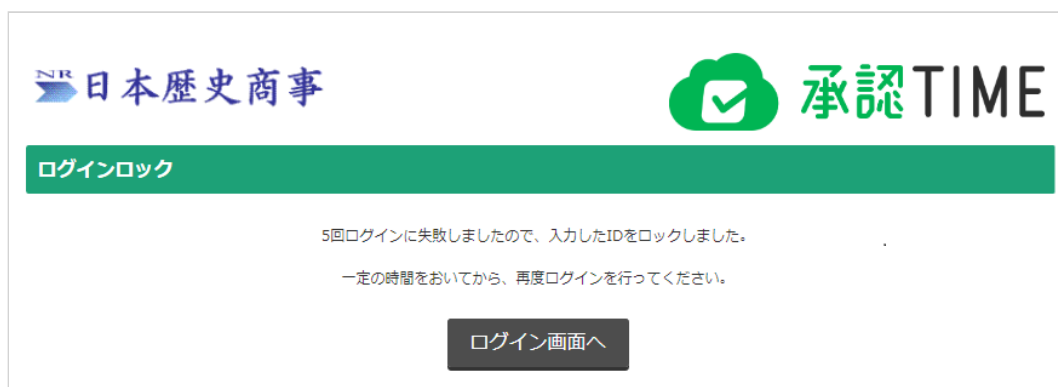 NR 日本歴史商事
承認TIME
ログインロック
5回ログインに失敗しましたので、入力したIDをロックしました。
一定の時間をおいてから、再度ログインを行ってください。
ログイン画面へ